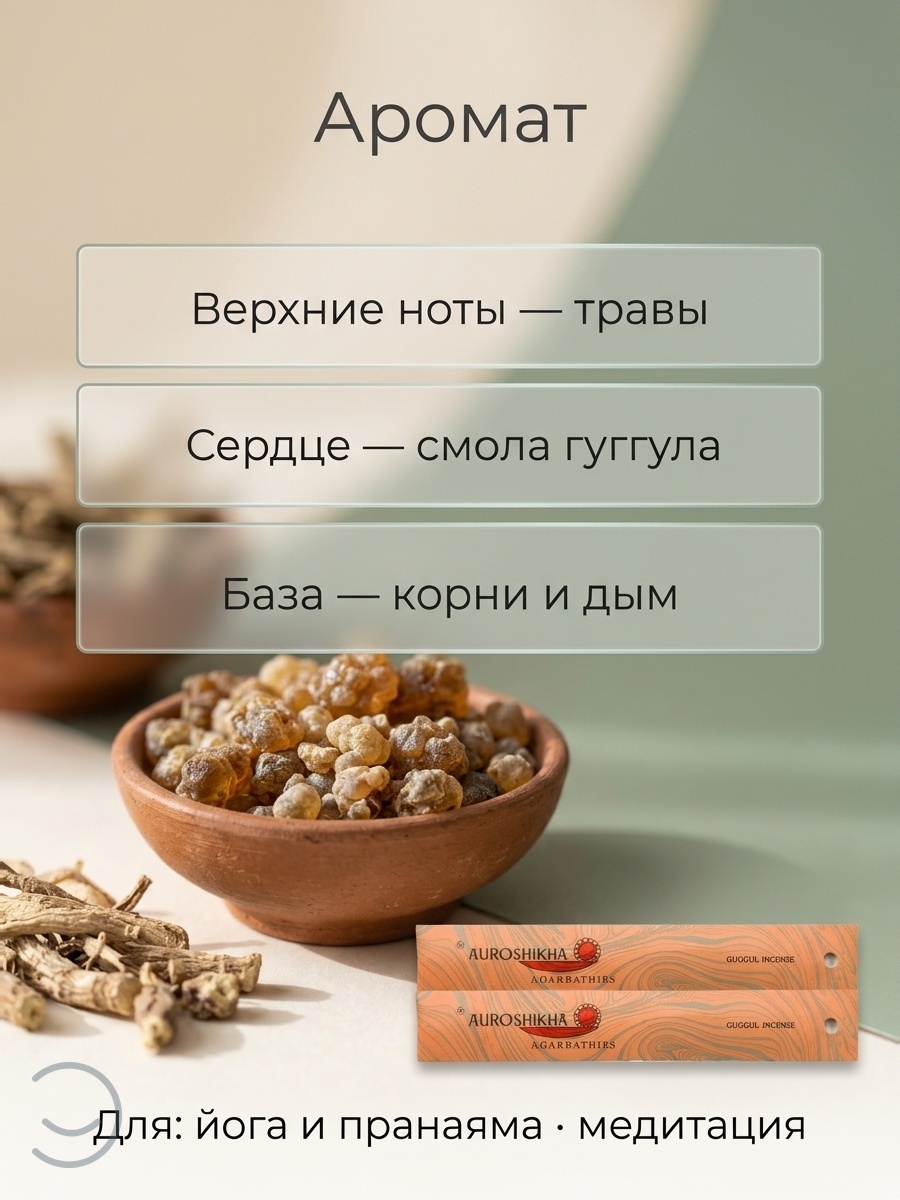 Аромат
Верхние ноты — травы
Сердце — смола гуггула
База — корни и дым
® AUROSHIKHA
AGARBATHIES
GUGGUL INCENSE
® AUROSHIKHA
AGARBATHIES
GUGGUL INCENSE
Для: йога и пранаяма · медитация